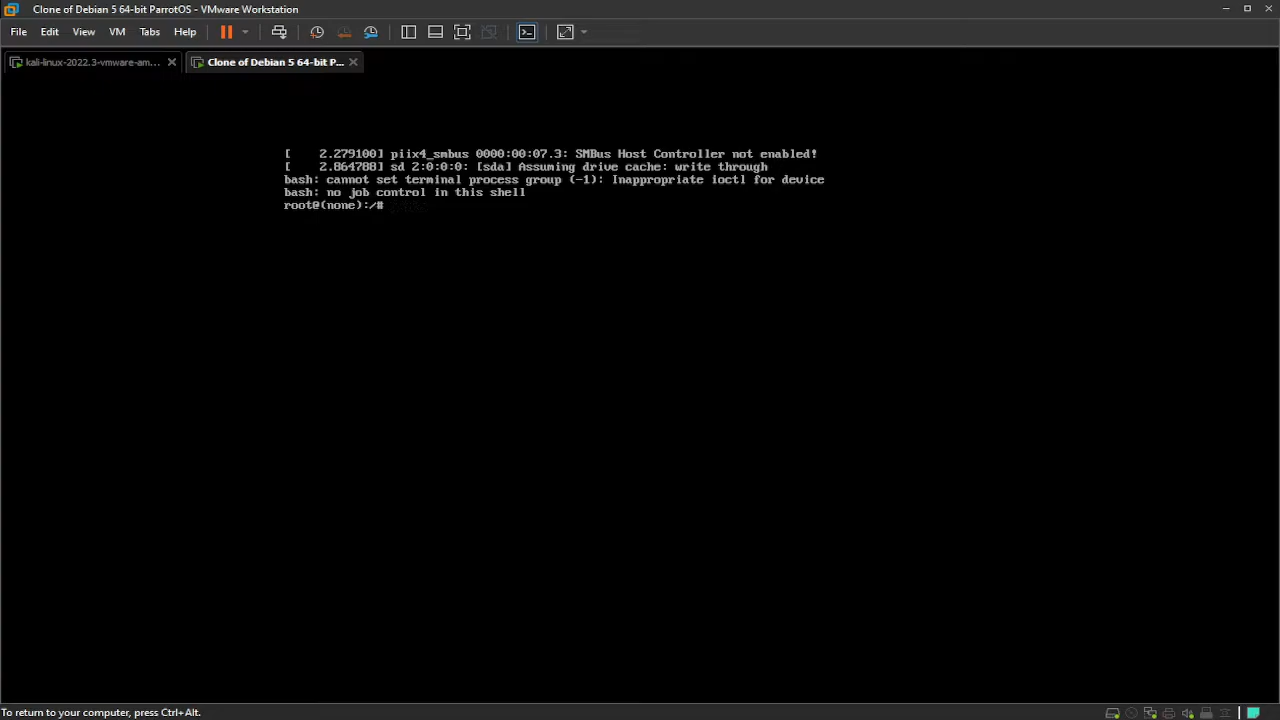 Clone of Debian 5 64-bit ParrotOS - VMware Workstation
File Edit View VM Tabs Help
kali-linux-2022.3-vmware-am... Clone of Debian 5 64-bit P...
[    2.279100] piix4_smbus 0000:00:07.3: SMBus Host Controller not enabled!
[    2.864788] sd 2:0:0:0: [sda] Assuming drive cache: write through
bash: cannot set terminal process group (-1): Inappropriate ioctl for device
bash: no job control in this shell
root@(none):/#
To return to your computer, press Ctrl+Alt.